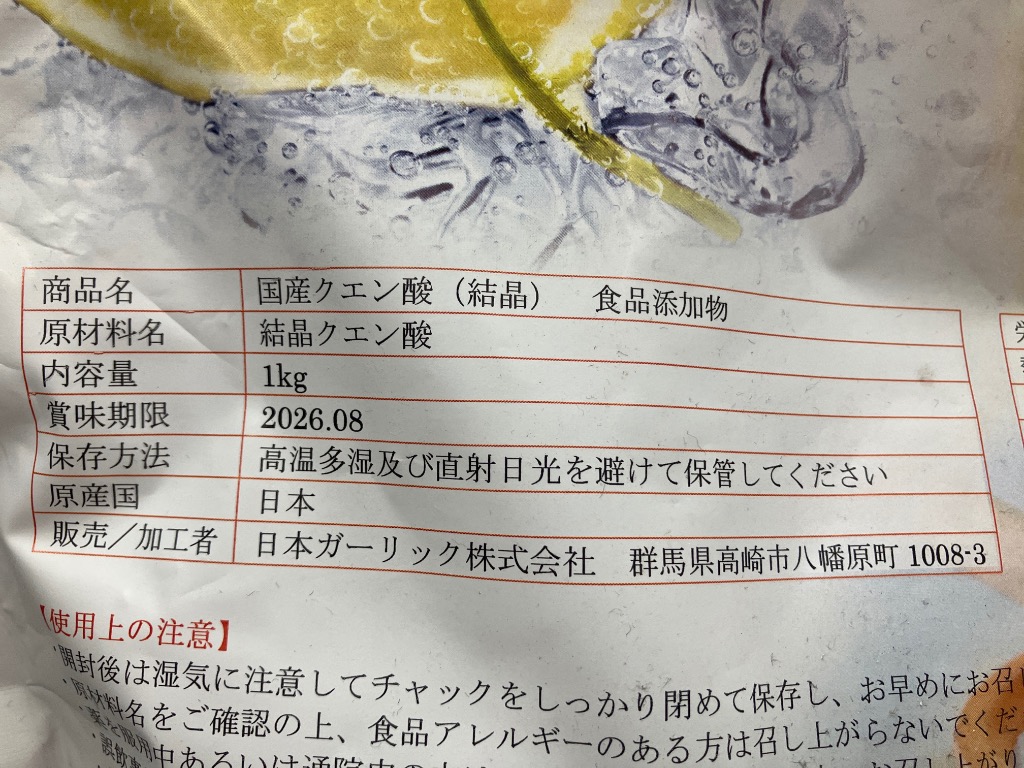 商品名 国産クエン酸（結晶） 食品添加物
原材料名 結晶クエン酸
内容量 1kg
賞味期限 2026.08
保存方法 高温多湿及び直射日光を避けて保管してください
原産国 日本
販売／加工者 日本ガーリック株式会社 群馬県高崎市八幡原町 1008-3
【使用上の注意】
・開封後は湿気に注意してチャックをしっかり閉めて保存し、お早めにお召し
・原材料名をご確認の上、食品アレルギーのある方は召し上がらないでくだ